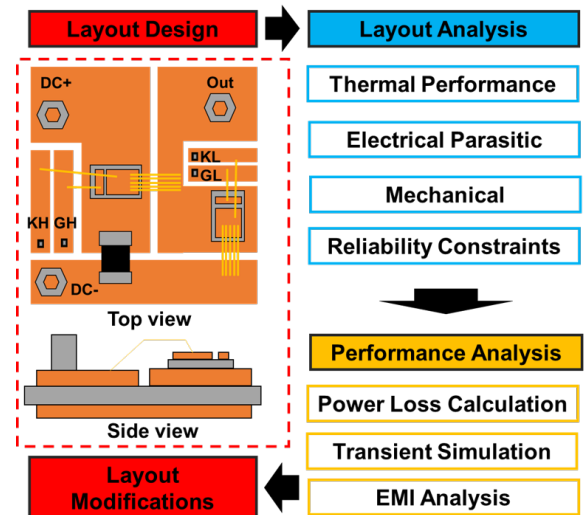 Layout Design
Layout Analysis
DC+
Out
KL
GL
KH
GH
DC-
Top view
Side view
Thermal Performance
Electrical Parasitic
Mechanical
Reliability Constraints
Performance Analysis
Power Loss Calculation
Transient Simulation
EMI Analysis
Layout
Modifications